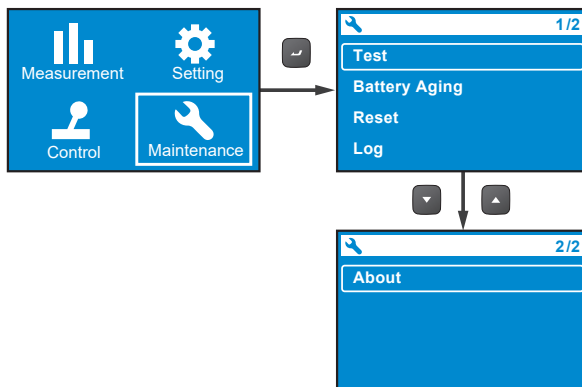 Measurement Setting
Control Maintenance
1/2
Test
Battery Aging
Reset
Log
2/2
About